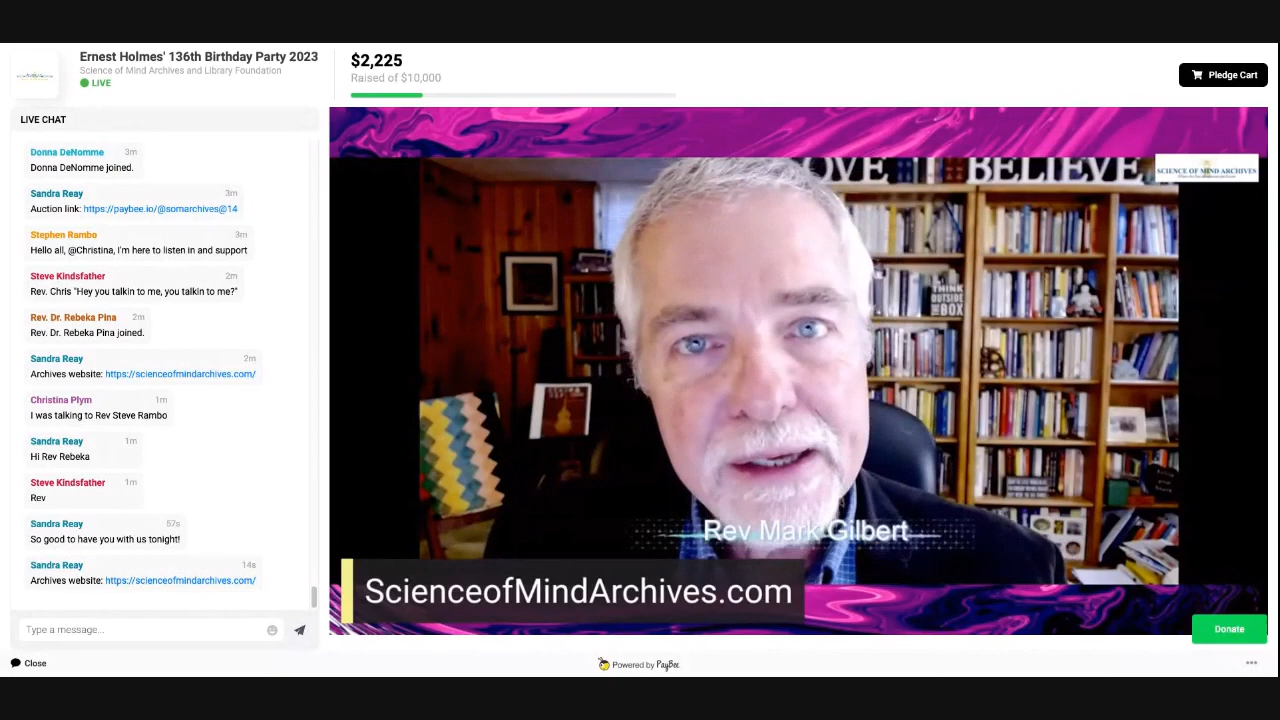 Ernest Holmes' 136th Birthday Party 2023
Science of Mind Archives and Library Foundation
LIVE
$2,225
Raised of $10,000
Pledge Cart
LIVE CHAT
Donna DeNomme 3m
Donna DeNomme joined.
Sandra Reay 3m
Auction link: https://paybee.io/@somarchives@14
Stephen Rambo 3m
Hello all, @Christina, I'm here to listen in and support
Steve Kindsfather 2m
Rev. Chris "Hey you talkin to me, you talkin to me?"
Rev. Dr. Rebeka Pina 2m
Rev. Dr. Rebeka Pina joined.
Sandra Reay 2m
Archives website: https://scienceofmindarchives.com/
Christina Plym 1m
I was talking to Rev Steve Rambo
Sandra Reay 1m
Hi Rev Rebeka
Steve Kindsfather 1m
Rev
Sandra Reay 57s
So good to have you with us tonight!
Sandra Reay 14s
Archives website: https://scienceofmindarchives.com/
Type a message...
Close
OVE
BELIEVE
SCIENCE OF MIND ARCHIVES
THINK
OUTSIDE
THE BOX
Rev Mark Gilbert
ScienceofMindArchives.com
Donate
Powered by PayBee